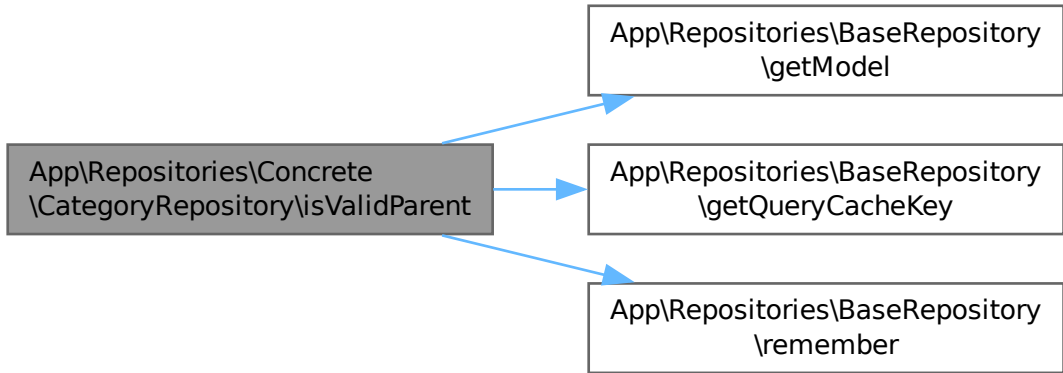 App\Repositories\BaseRepository
\getModel
App\Repositories\Concrete
\CategoryRepository\isValidParent
App\Repositories\BaseRepository
\getQueryCacheKey
App\Repositories\BaseRepository
\remember